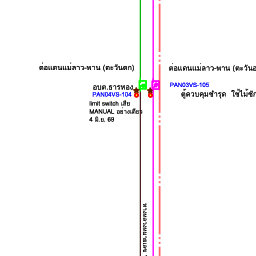 ต่อแดนแม่ลาว-พาน (ตะวันตก)
ต่อแดนแม่ลาว-พาน (ตะวัน
อบต.ธารทอง
PAN04VS-104
limit switch เสีย
MANUAL อย่างเดียว
4 มิ.ย. 69
PAN03VS-105
ตู้ควบคุมชำรุด ใช้ไม้ชัก